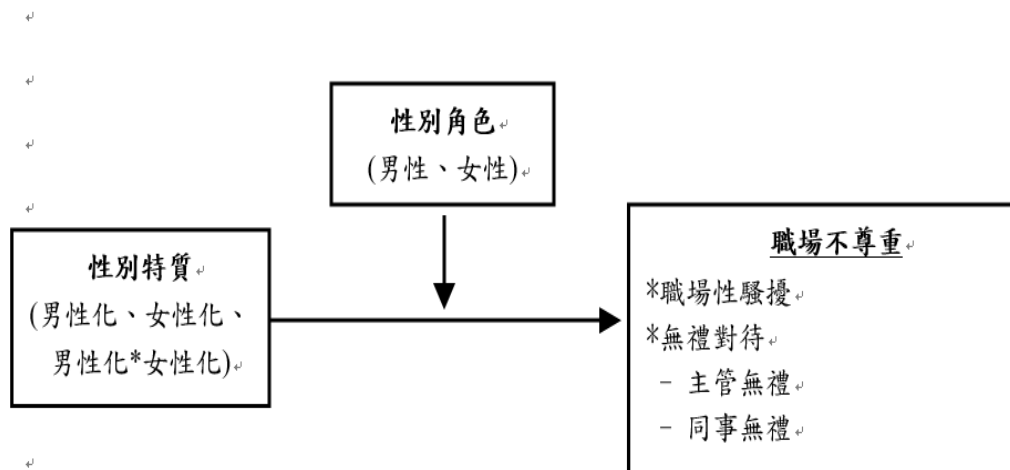 性別角色
(男性、女性)
性別特質
(男性化、女性化、
男性化*女性化)
職場不尊重
*職場性騷擾
*無禮對待
- 主管無禮
- 同事無禮